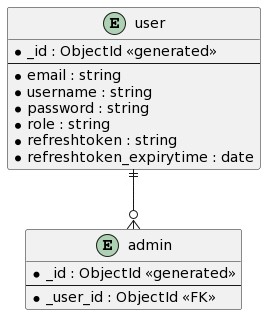 E user
* _id : ObjectId «generated»
* email : string
* username : string
* password : string
* role : string
* refreshtoken : string
* refreshtoken_expirytime : date
E admin
* _id : ObjectId «generated»
* _user_id : ObjectId «FK»